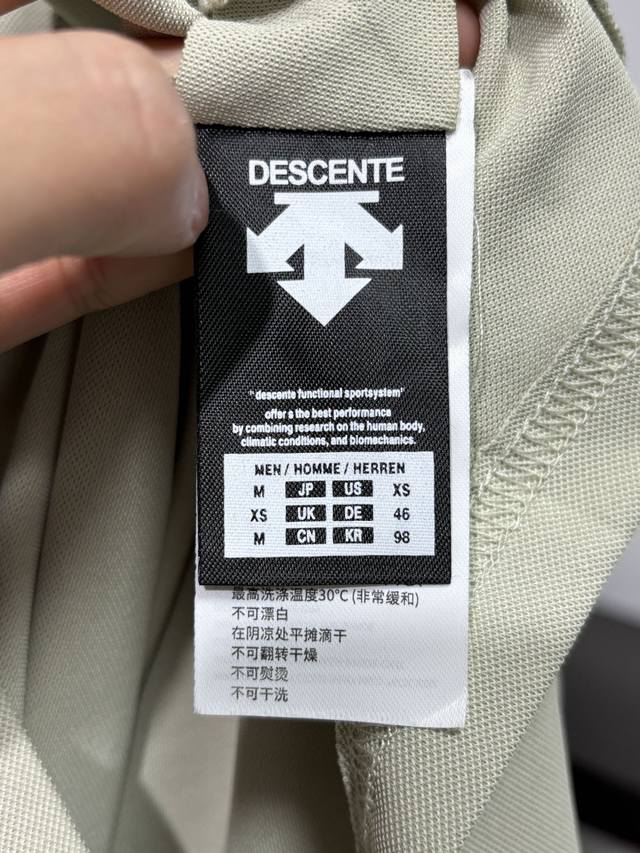 DESCENTE
"descente functional sportsystem"
offer s the best performance
by combining research on the human body,
climatic conditions, and biomechanics.
MEN / HOMME / HERREN
M JP US XS
XS UK DE 46
M CN KR 98
最高洗涤温度30℃ (非常缓和)
不可漂白
在阴凉处平摊滴干
不可翻转干燥
不可熨烫
不可干洗